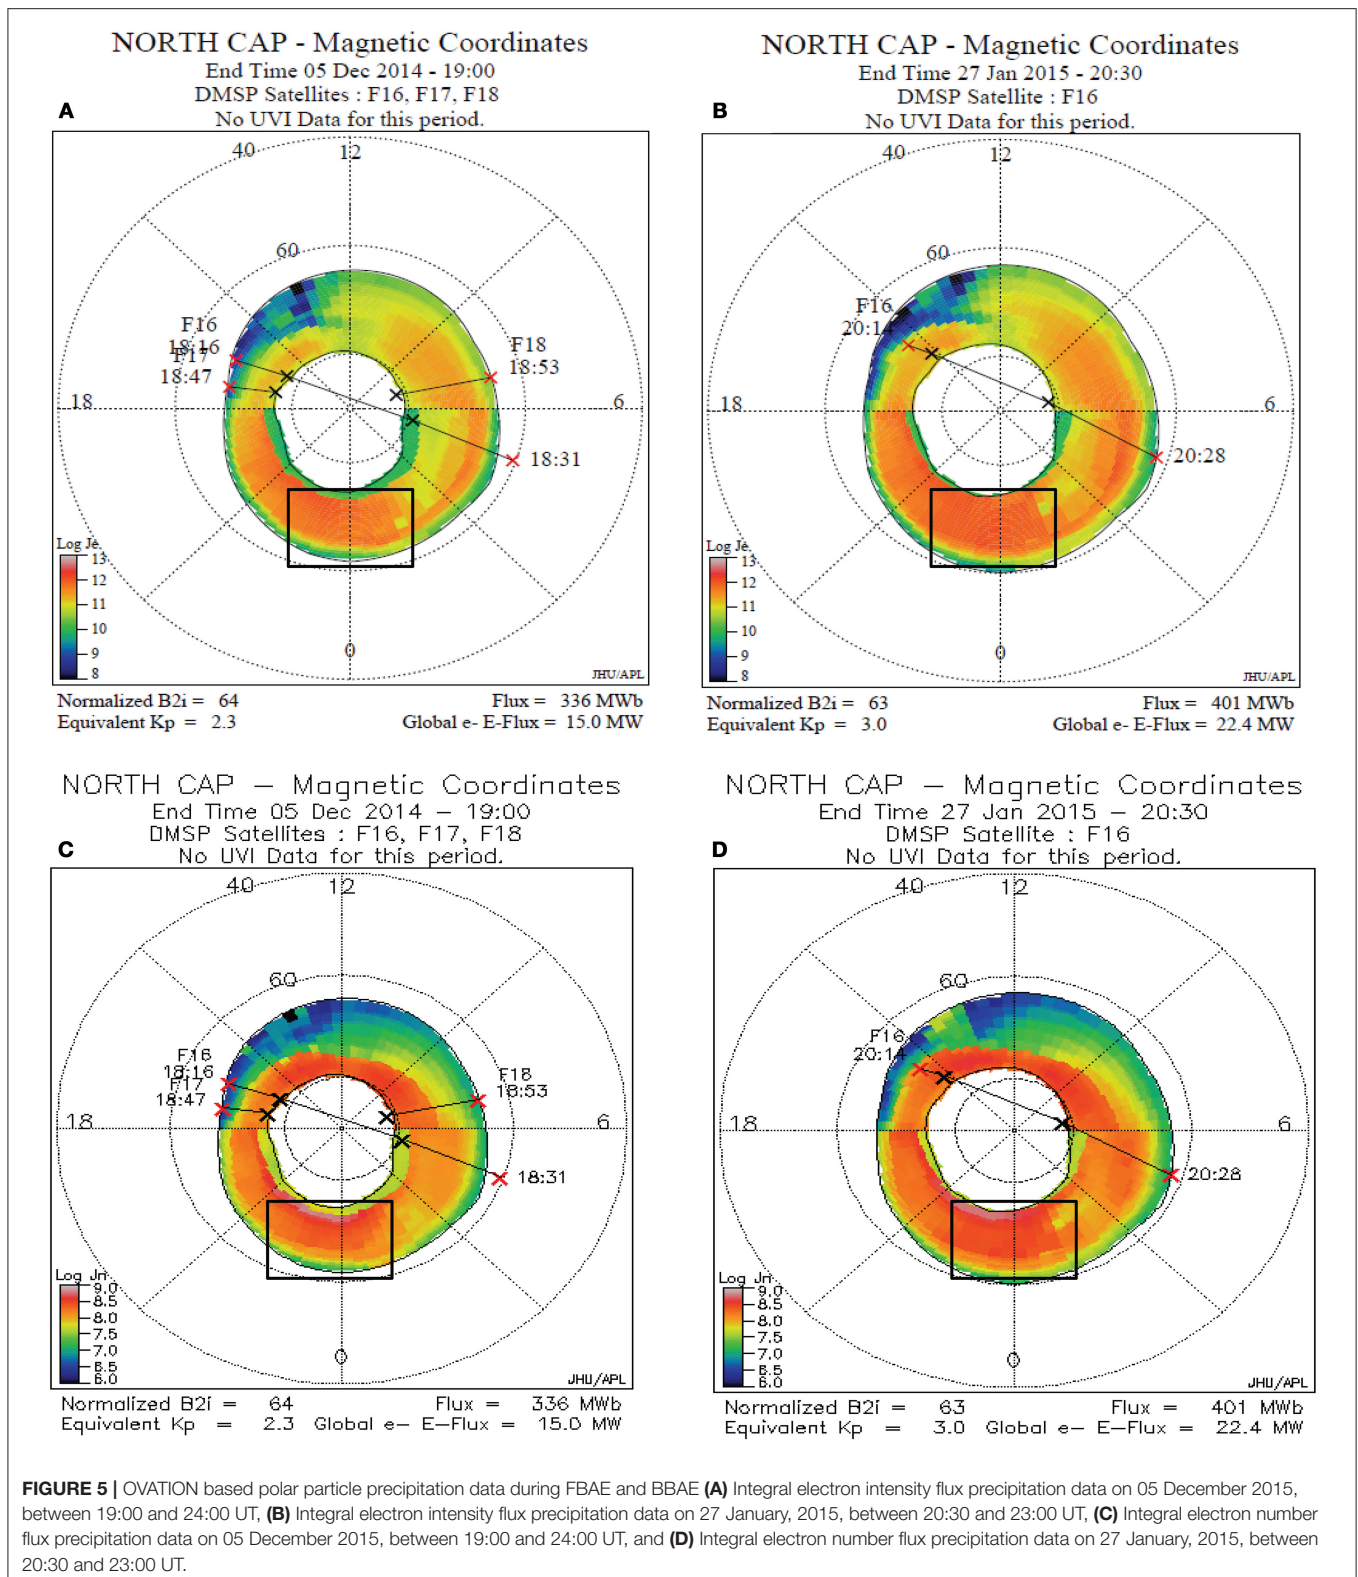 NORTH CAP - Magnetic Coordinates
End Time 05 Dec 2014 - 19:00
DMSP Satellites : F16, F17, F18
No UVI Data for this period.
A
40
12
60
F16
18:16
F17
18:47
F18
18:53
18
6
18:31
Log Je
13
12
11
10
9
8
0
JHU/APL
Normalized B2i = 64
Flux = 336 MWb
Equivalent Kp = 2.3
Global e- E-Flux = 15.0 MW
NORTH CAP - Magnetic Coordinates
End Time 27 Jan 2015 - 20:30
DMSP Satellite : F16
No UVI Data for this period.
B
40
12
60
F16
20:14
18
6
20:28
Log Je
13
12
11
10
9
8
0
JHU/APL
Normalized B2i = 63
Flux = 401 MWb
Equivalent Kp = 3.0
Global e- E-Flux = 22.4 MW
NORTH CAP – Magnetic Coordinates
End Time 05 Dec 2014 – 19:00
DMSP Satellites : F16, F17, F18
No UVI Data for this period.
C
40
12
60
F16
18:16
F17
18:47
F18
18:53
18
6
18:31
Log Jn
9.0
8.5
8.0
7.5
7.0
6.5
6.0
0
JHU/APL
Normalized B2i = 64
Flux = 336 MWb
Equivalent Kp = 2.3
Global e– E–Flux = 15.0 MW
NORTH CAP – Magnetic Coordinates
End Time 27 Jan 2015 – 20:30
DMSP Satellite : F16
No UVI Data for this period.
D
40
12
60
F16
20:14
18
6
20:28
Log Jn
9.0
8.5
8.0
7.5
7.0
6.5
6.0
0
JHU/APL
Normalized B2i = 63
Flux = 401 MWb
Equivalent Kp = 3.0
Global e– E–Flux = 22.4 MW
FIGURE 5 | OVATION based polar particle precipitation data during FBAE and BBAE (A) Integral electron intensity flux precipitation data on 05 December 2015,
between 19:00 and 24:00 UT, (B) Integral electron intensity flux precipitation data on 27 January, 2015, between 20:30 and 23:00 UT, (C) Integral electron number
flux precipitation data on 05 December 2015, between 19:00 and 24:00 UT, and (D) Integral electron number flux precipitation data on 27 January, 2015, between
20:30 and 23:00 UT.